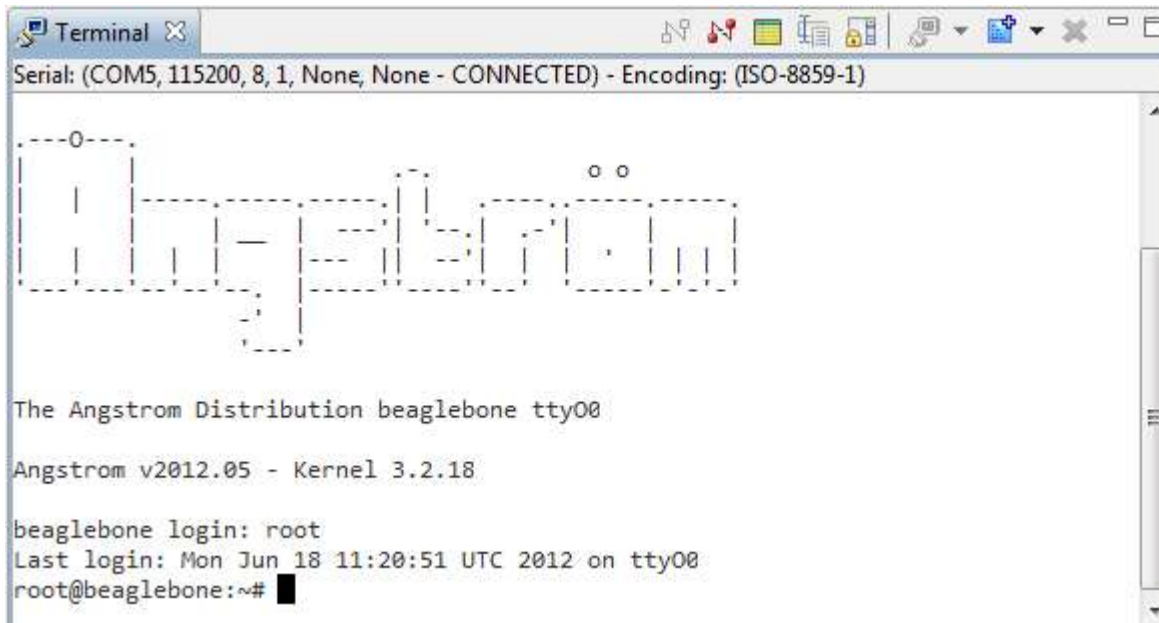 Terminal
Serial: (COM5, 115200, 8, 1, None, None - CONNECTED) - Encoding: (ISO-8859-1)
Angström
The Angstrom Distribution beaglebone ttyO0
Angstrom v2012.05 - Kernel 3.2.18
beaglebone login: root
Last login: Mon Jun 18 11:20:51 UTC 2012 on ttyO0
root@beaglebone:~#